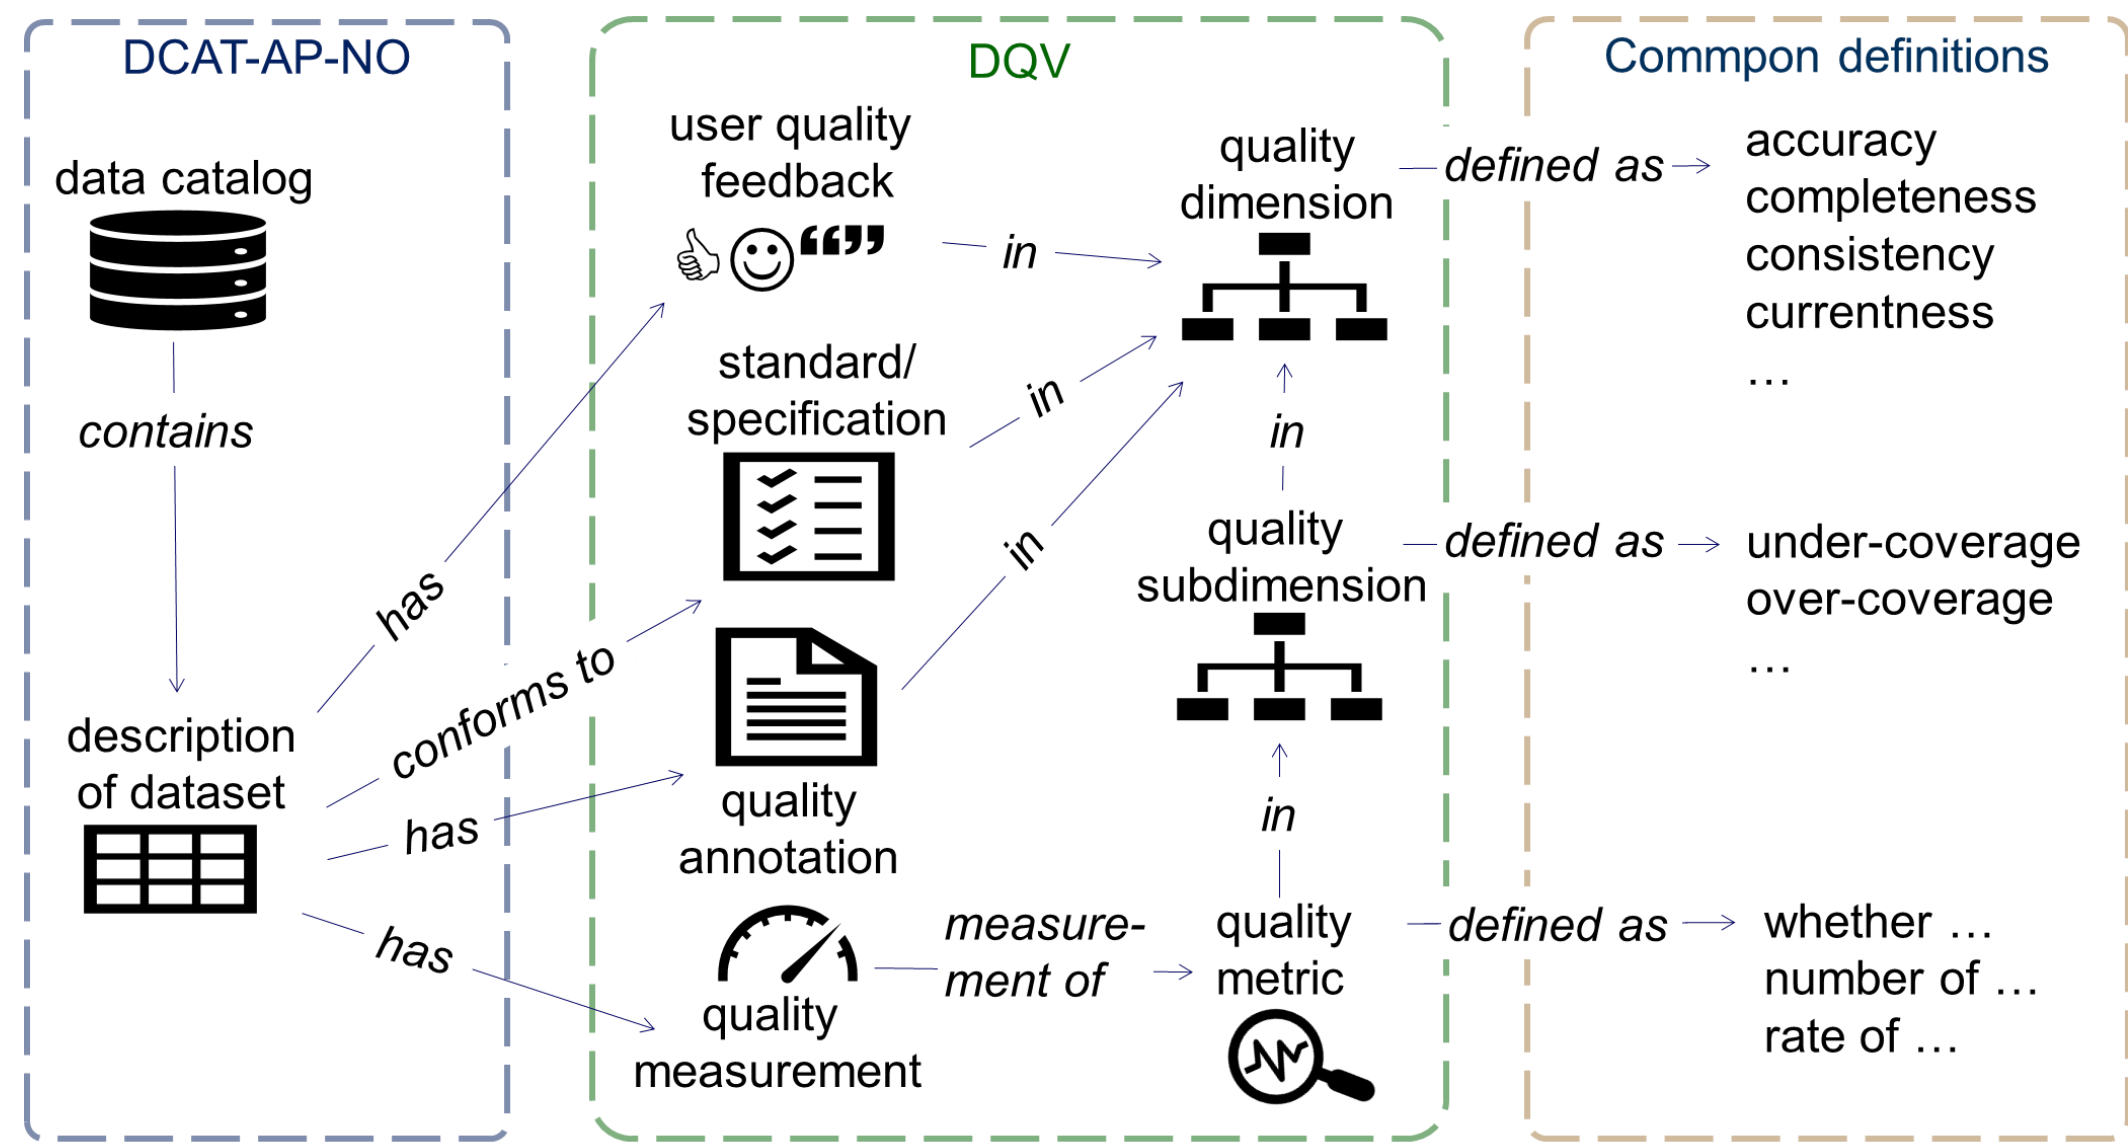 DCAT-AP-NO
data catalog
contains
description
of dataset
has
conforms to
has
has
DQV
user quality
feedback
““””
in
standard/
specification
in
quality
annotation
in
quality
measurement
measure-
ment of
quality
dimension
in
quality
subdimension
in
quality
metric
defined as
defined as
defined as
Commpon definitions
accuracy
completeness
consistency
currentness
…
under-coverage
over-coverage
…
whether …
number of …
rate of …